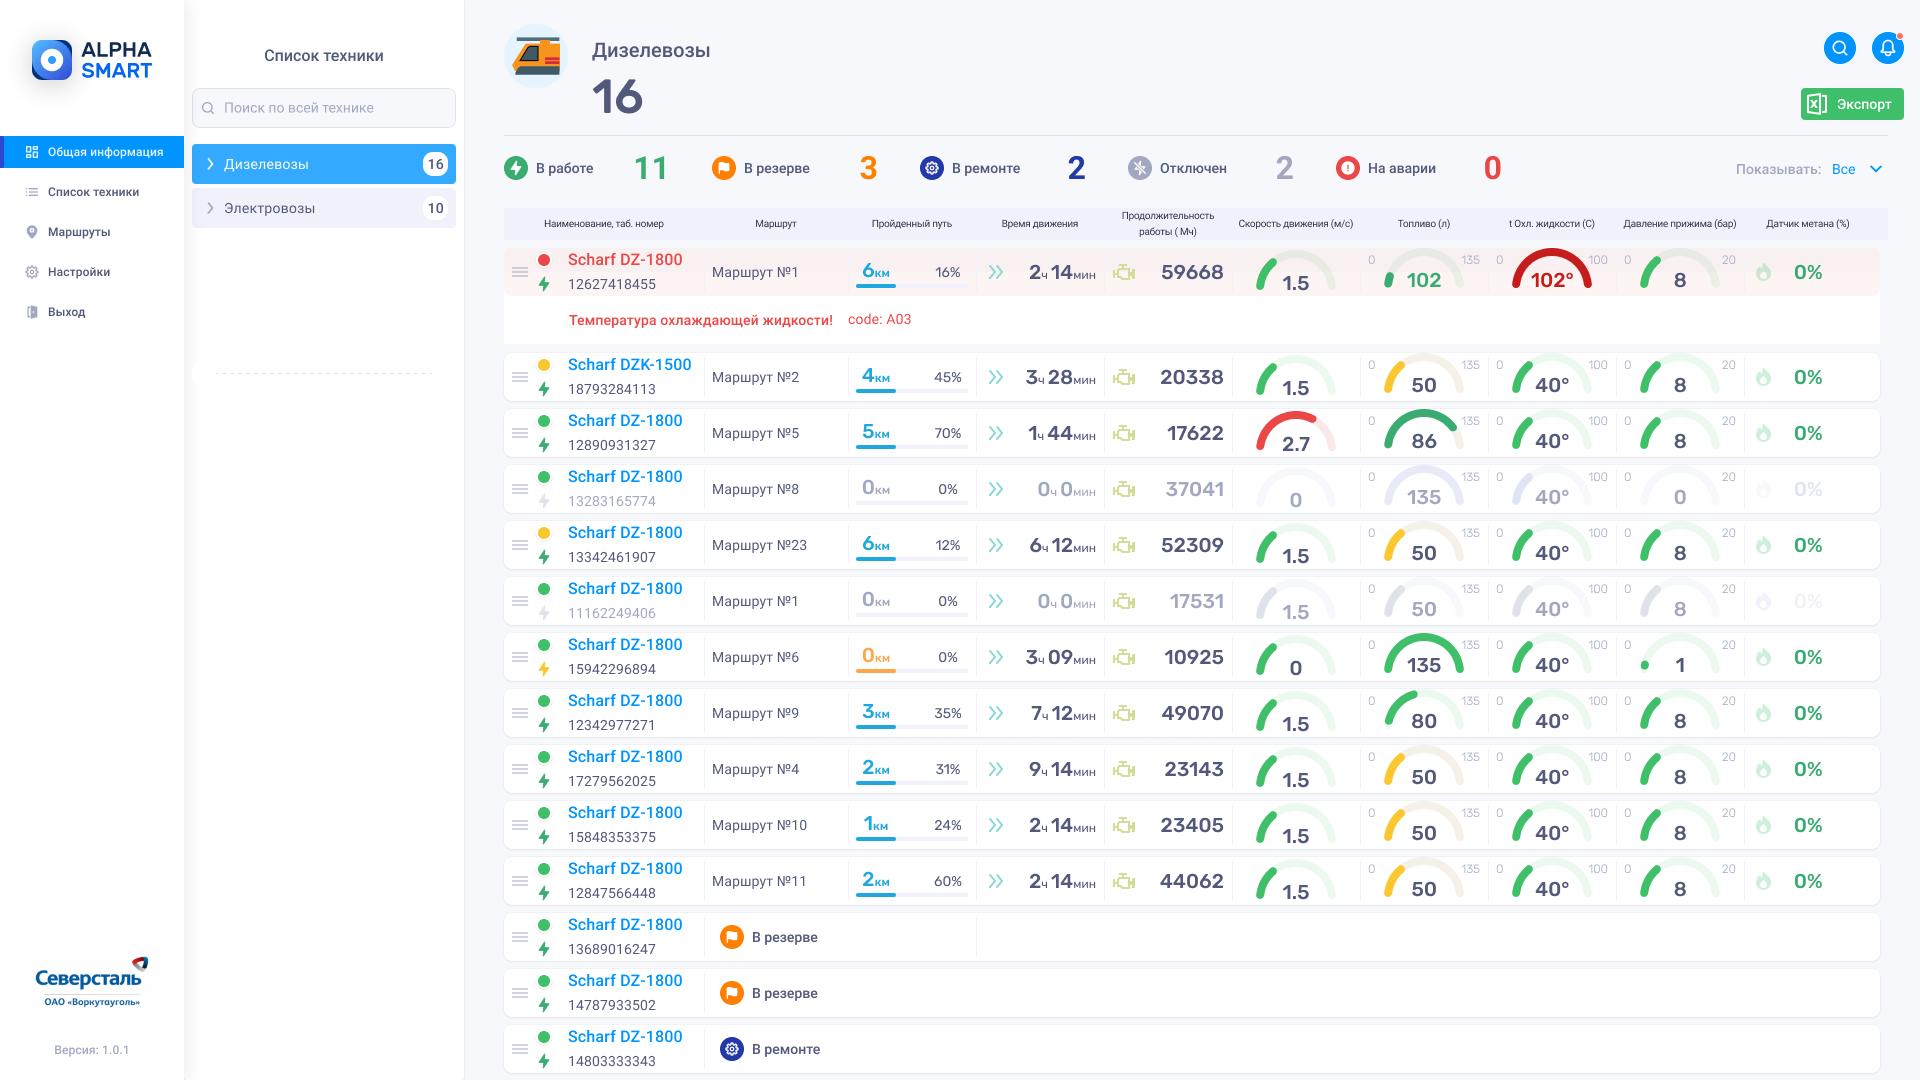 ALPHA
SMART
Общая информация
Список техники
Маршруты
Настройки
Выход
Северсталь
ОАО «Воркутауголь»
Версия: 1.0.1
Список техники
Поиск по всей технике
Дизелевозы 16
Электровозы 10
Дизелевозы
16
Экспорт
В работе 11 В резерве 3 В ремонте 2 Отключен 2 На аварии 0 Показывать: Все
Наименование, таб. номер Маршрут Пройденный путь Время движения Продолжительность работы ( Мч) Скорость движения (м/с) Топливо (л) t Охл. жидкости (С) Давление прижима (бар) Датчик метана (%)
Scharf DZ-1800
12627418455 Маршрут №1 6км 16% 2ч 14мин 59668 1.5 0 102 135 0 102° 100 0 8 20 0%
Температура охлаждающей жидкости! code: A03
Scharf DZK-1500
18793284113 Маршрут №2 4км 45% 3ч 28мин 20338 1.5 0 50 135 0 40° 100 0 8 20 0%
Scharf DZ-1800
12890931327 Маршрут №5 5км 70% 1ч 44мин 17622 2.7 0 86 135 0 40° 100 0 8 20 0%
Scharf DZ-1800
13283165774 Маршрут №8 0км 0% 0ч 0мин 37041 0 0 135 135 0 40° 100 0 0 20 0%
Scharf DZ-1800
13342461907 Маршрут №23 6км 12% 6ч 12мин 52309 1.5 0 50 135 0 40° 100 0 8 20 0%
Scharf DZ-1800
11162249406 Маршрут №1 0км 0% 0ч 0мин 17531 1.5 0 50 135 0 40° 100 0 8 20 0%
Scharf DZ-1800
15942296894 Маршрут №6 0км 0% 3ч 09мин 10925 0 0 135 135 0 40° 100 0 1 20 0%
Scharf DZ-1800
12342977271 Маршрут №9 3км 35% 7ч 12мин 49070 1.5 0 80 135 0 40° 100 0 8 20 0%
Scharf DZ-1800
17279562025 Маршрут №4 2км 31% 9ч 14мин 23143 1.5 0 50 135 0 40° 100 0 8 20 0%
Scharf DZ-1800
15848353375 Маршрут №10 1км 24% 2ч 14мин 23405 1.5 0 50 135 0 40° 100 0 8 20 0%
Scharf DZ-1800
12847566448 Маршрут №11 2км 60% 2ч 14мин 44062 1.5 0 50 135 0 40° 100 0 8 20 0%
Scharf DZ-1800
13689016247 В резерве
Scharf DZ-1800
14787933502 В резерве
Scharf DZ-1800
14803333343 В ремонте